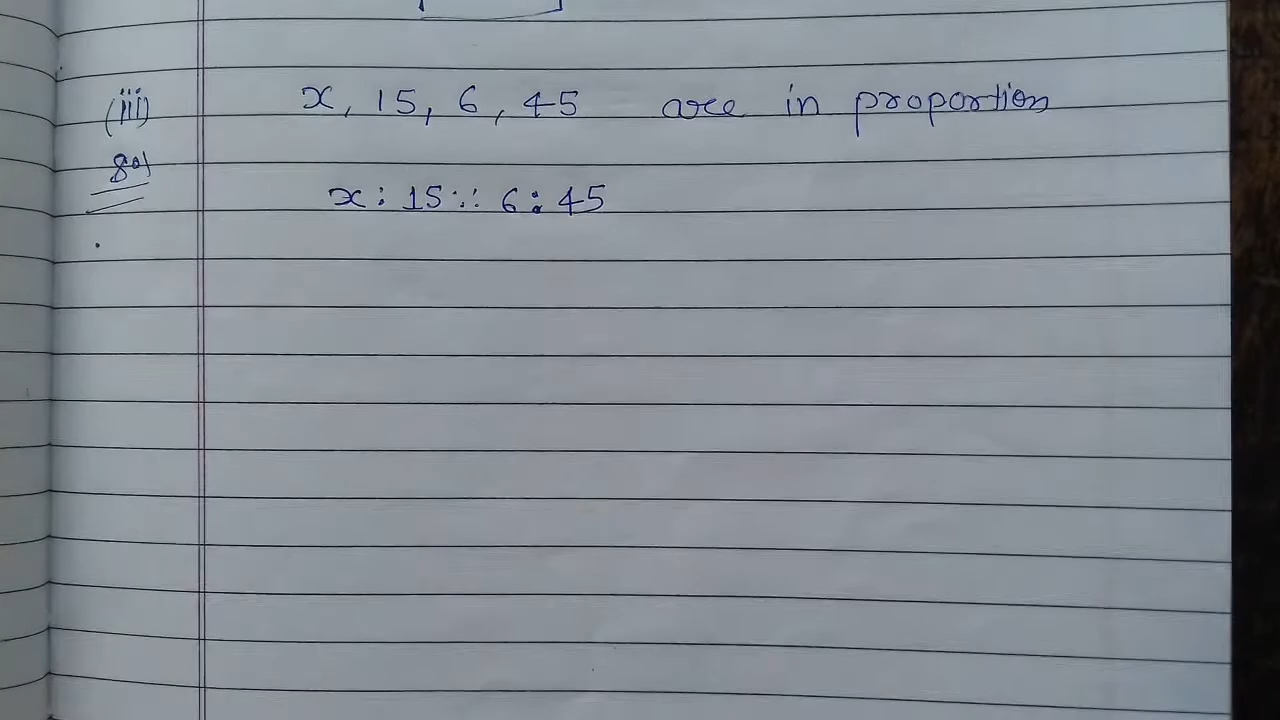 (iii) x, 15, 6, 45 are in proportion
Sol
x : 15 :: 6 : 45